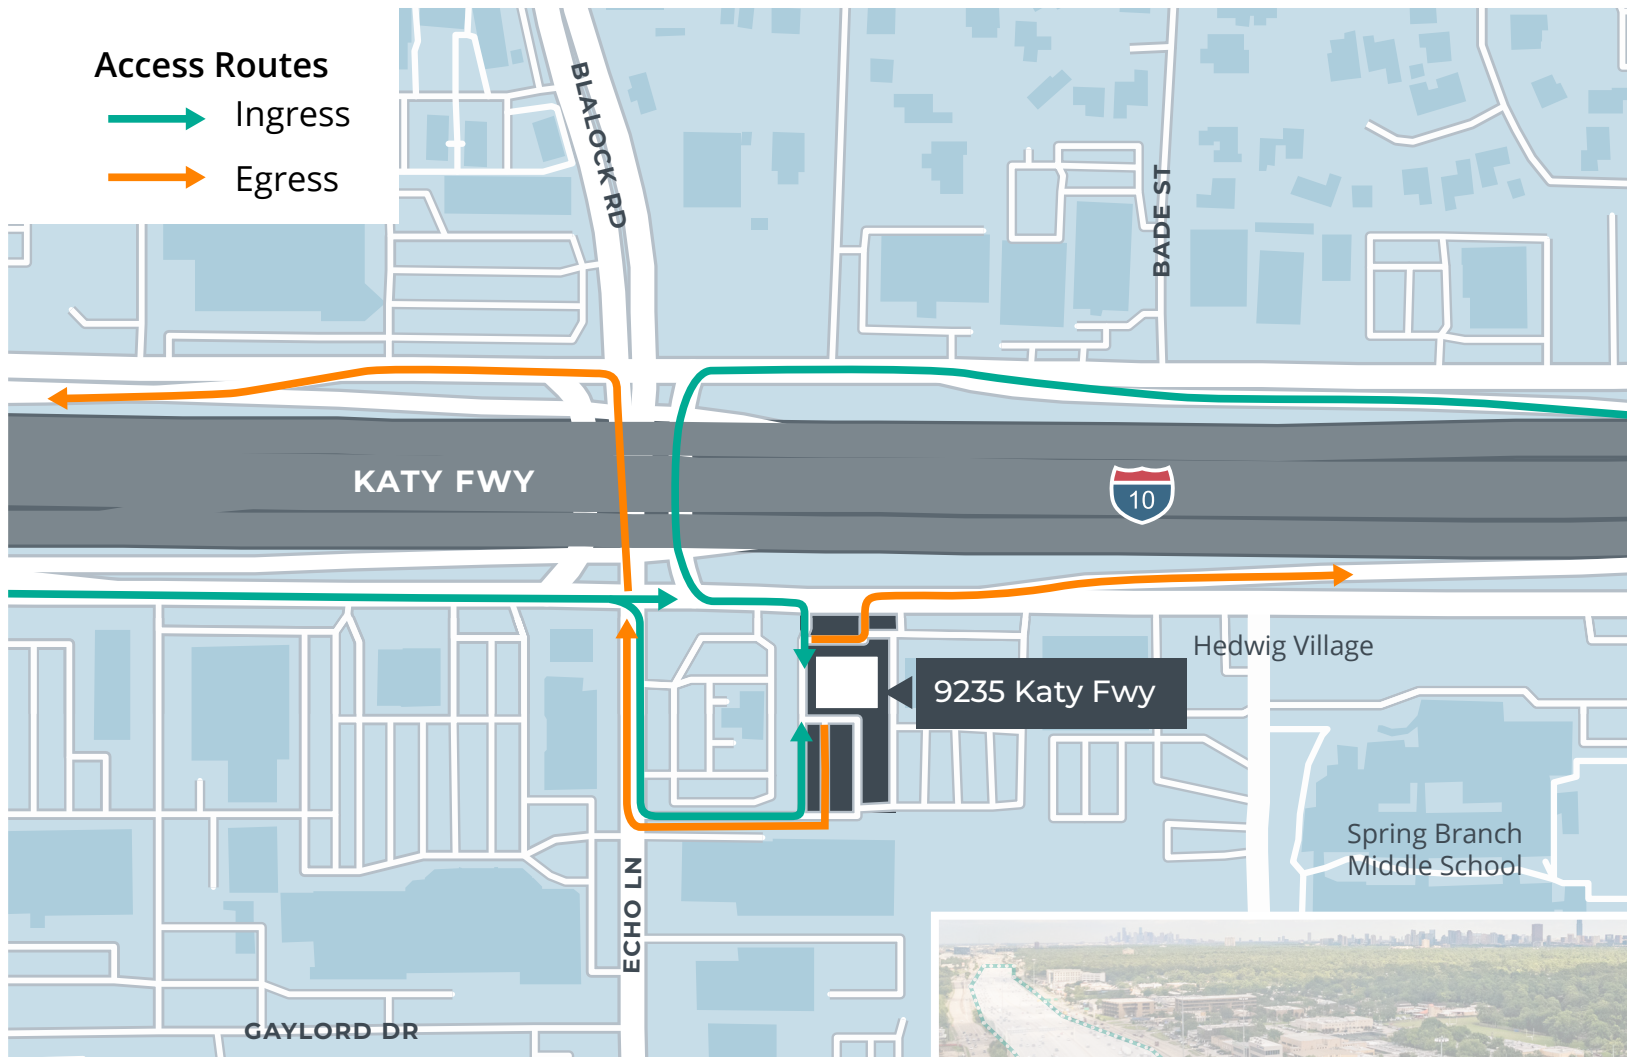 Access Routes
Ingress
Egress
BLALOCK RD
BADE ST
KATY FWY
10
Hedwig Village
9235 Katy Fwy
Spring Branch
Middle School
ECHO LN
GAYLORD DR